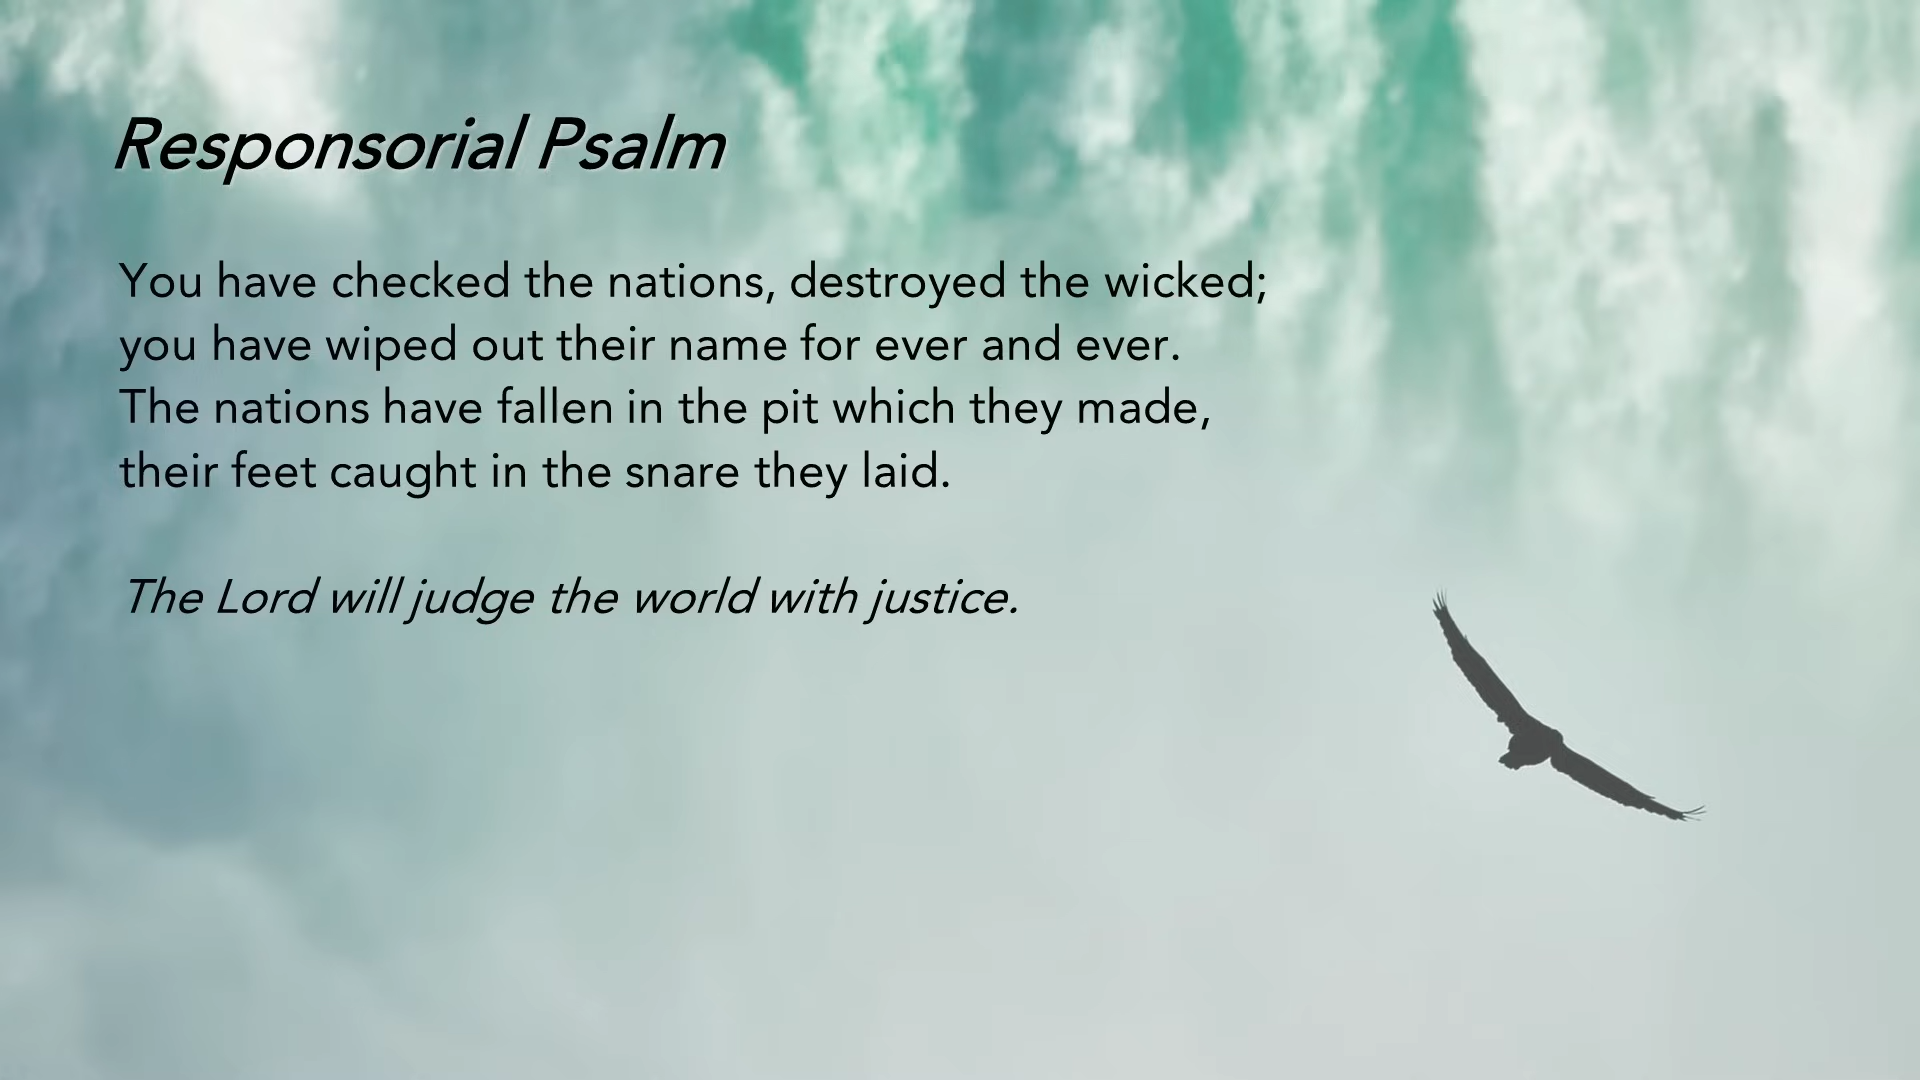 Responsorial Psalm
You have checked the nations, destroyed the wicked;
you have wiped out their name for ever and ever.
The nations have fallen in the pit which they made,
their feet caught in the snare they laid.
The Lord will judge the world with justice.